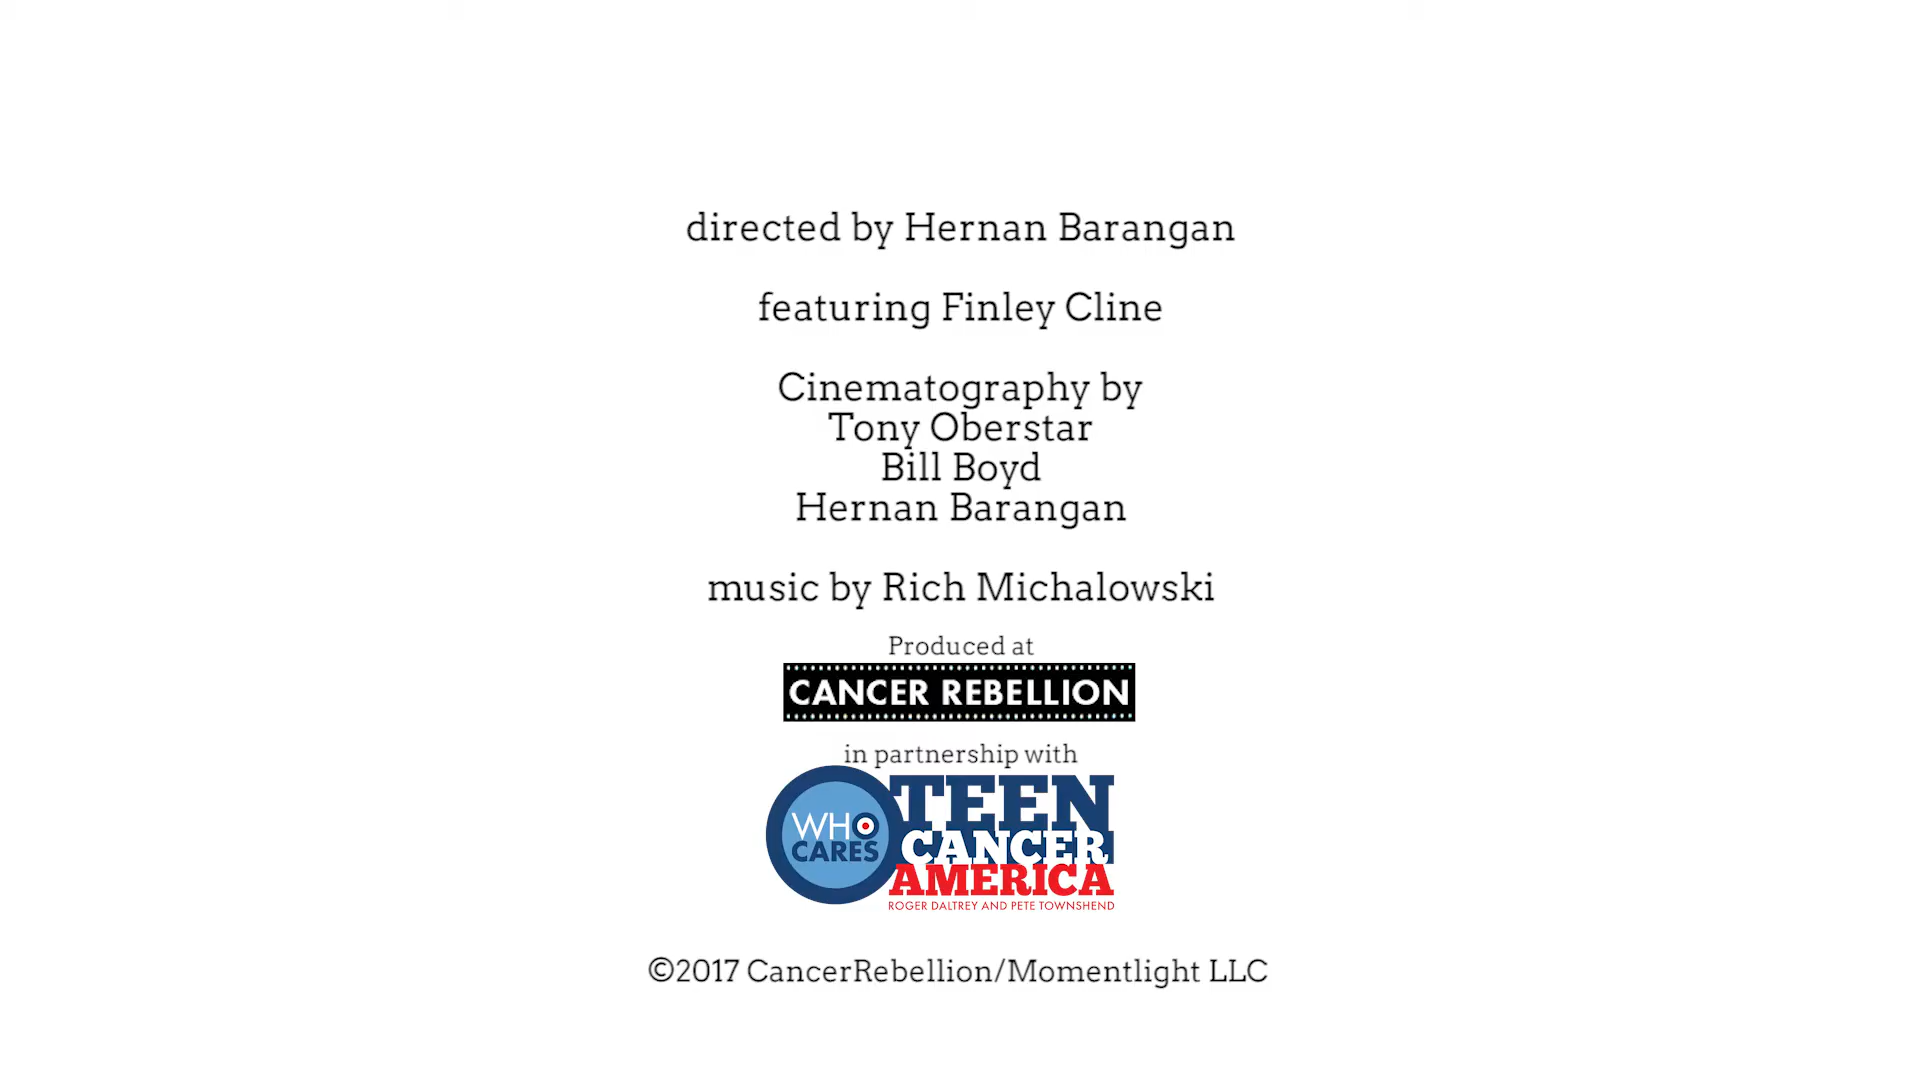 directed by Hernan Barangan
featuring Finley Cline
Cinematography by
Tony Oberstar
Bill Boyd
Hernan Barangan
music by Rich Michalowski
Produced at
CANCER REBELLION
in partnership with
WHO
CARES
TEEN
CANCER
AMERICA
ROGER DALTREY AND PETE TOWNSHEND
©2017 CancerRebellion/Momentlight LLC